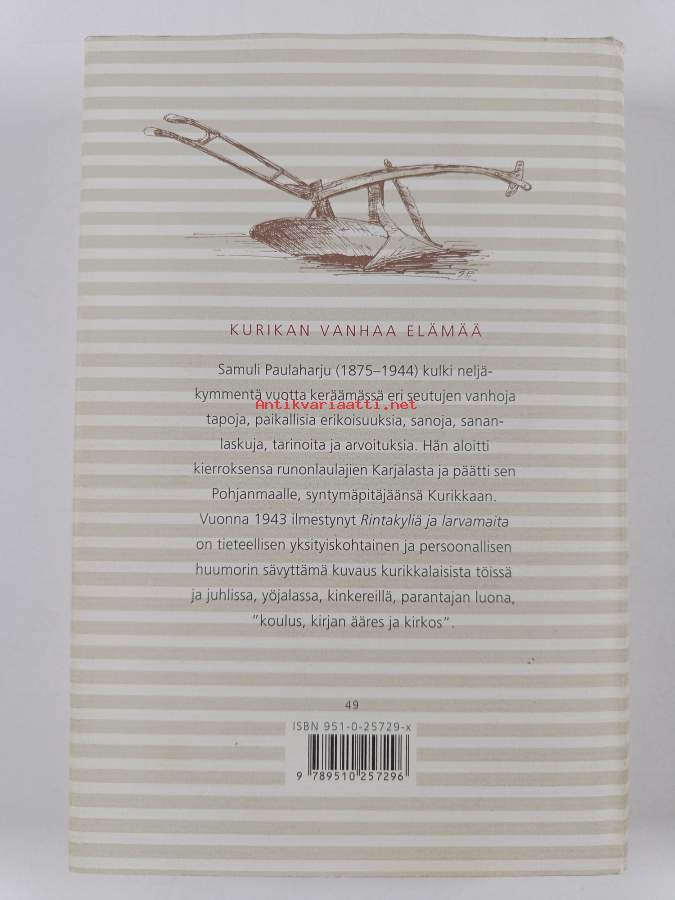 S.P.
KURIKAN VANHAA ELÄMÄÄ
Samuli Paulaharju (1875–1944) kulki neljä-
kymmentä vuotta keräämässä eri seutujen vanhoja
Antikvariaatti.net
tapoja, paikallisia erikoisuuksia, sanoja, sanan-
laskuja, tarinoita ja arvoituksia. Hän aloitti
kierroksensa runonlaulajien Karjalasta ja päätti sen
Pohjanmaalle, syntymäpitäjäänsä Kurikkaan.
Vuonna 1943 ilmestynyt Rintakyliä ja larvamaita
on tieteellisen yksityiskohtainen ja persoonallisen
huumorin sävyttämä kuvaus kurikkalaisista töissä
ja juhlissa, yöjalassa, kinkereillä, parantajan luona,
”koulus, kirjan ääres ja kirkos”.
49
ISBN 951-0-25729-x
9 789510 257296